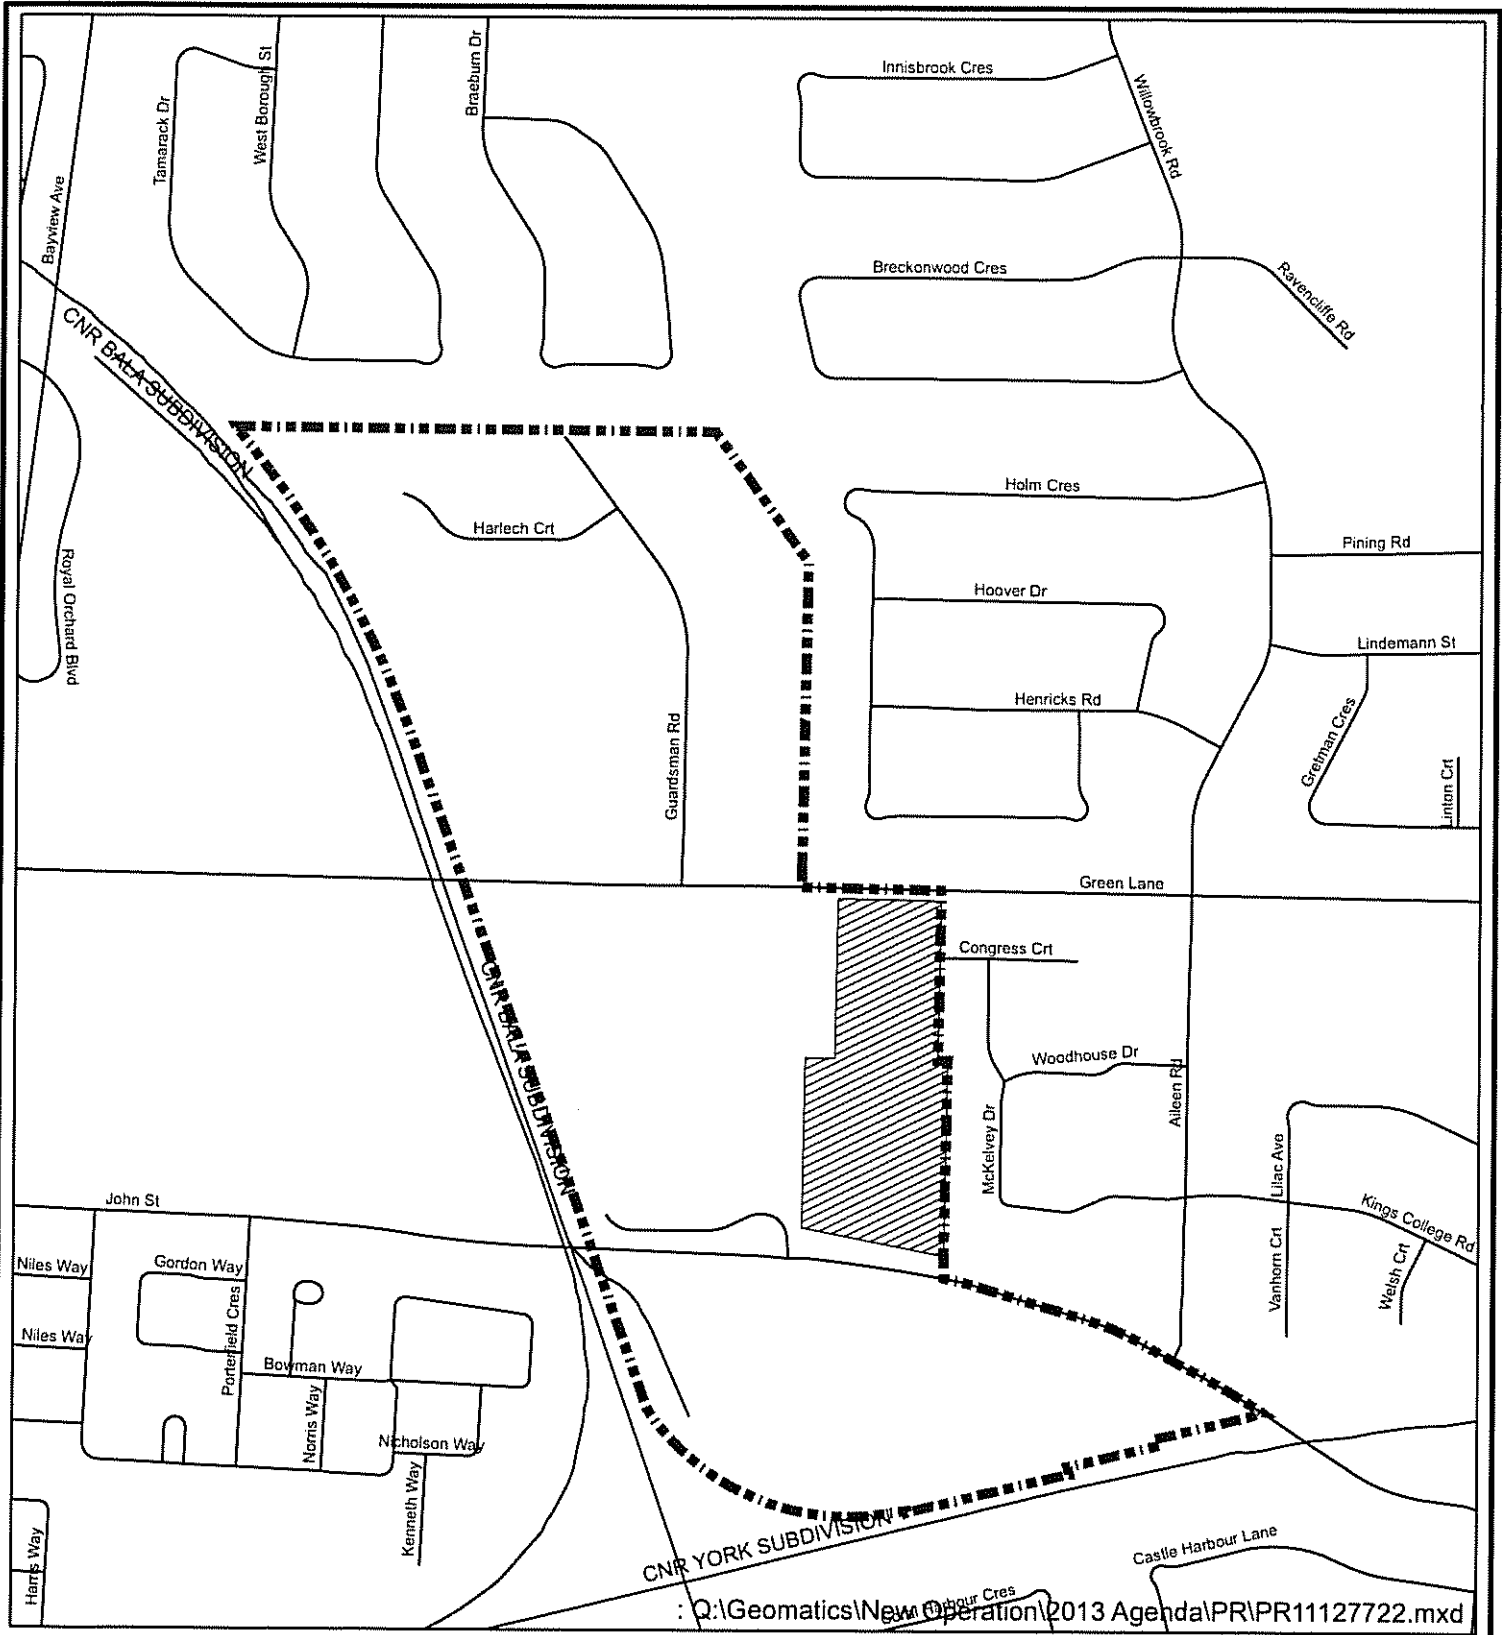 Innisbrook Cres
Braeburn Dr
West Borough St
Tamarack Dr
Willowbrook Rd
Bayview Ave
Breckonwood Cres
Ravencliffe Rd
CNR BALA SUBDIVISION
Holm Cres
Harlech Crt
Pining Rd
Royal Orchard Blvd
Hoover Dr
Lindemann St
Henricks Rd
Gretman Cres
Guardsman Rd
Linton Crt
Green Lane
Congress Crt
CNR BALA SUBDIVISION
Woodhouse Dr
Aileen Rd
McKelvey Dr
Lilac Ave
John St
Kings College Rd
Niles Way
Gordon Way
Vanhorn Crt
Welsh Crt
Porterfield Cres
Niles Way
Bowman Way
Norris Way
Nicholson Way
Kenneth Way
CNR YORK SUBDIVISION
Harris Way
Castle Harbour Lane
Harbour Cres
: Q:\Geomatics\New Operation\2013 Agenda\PR\PR11127722.mxd